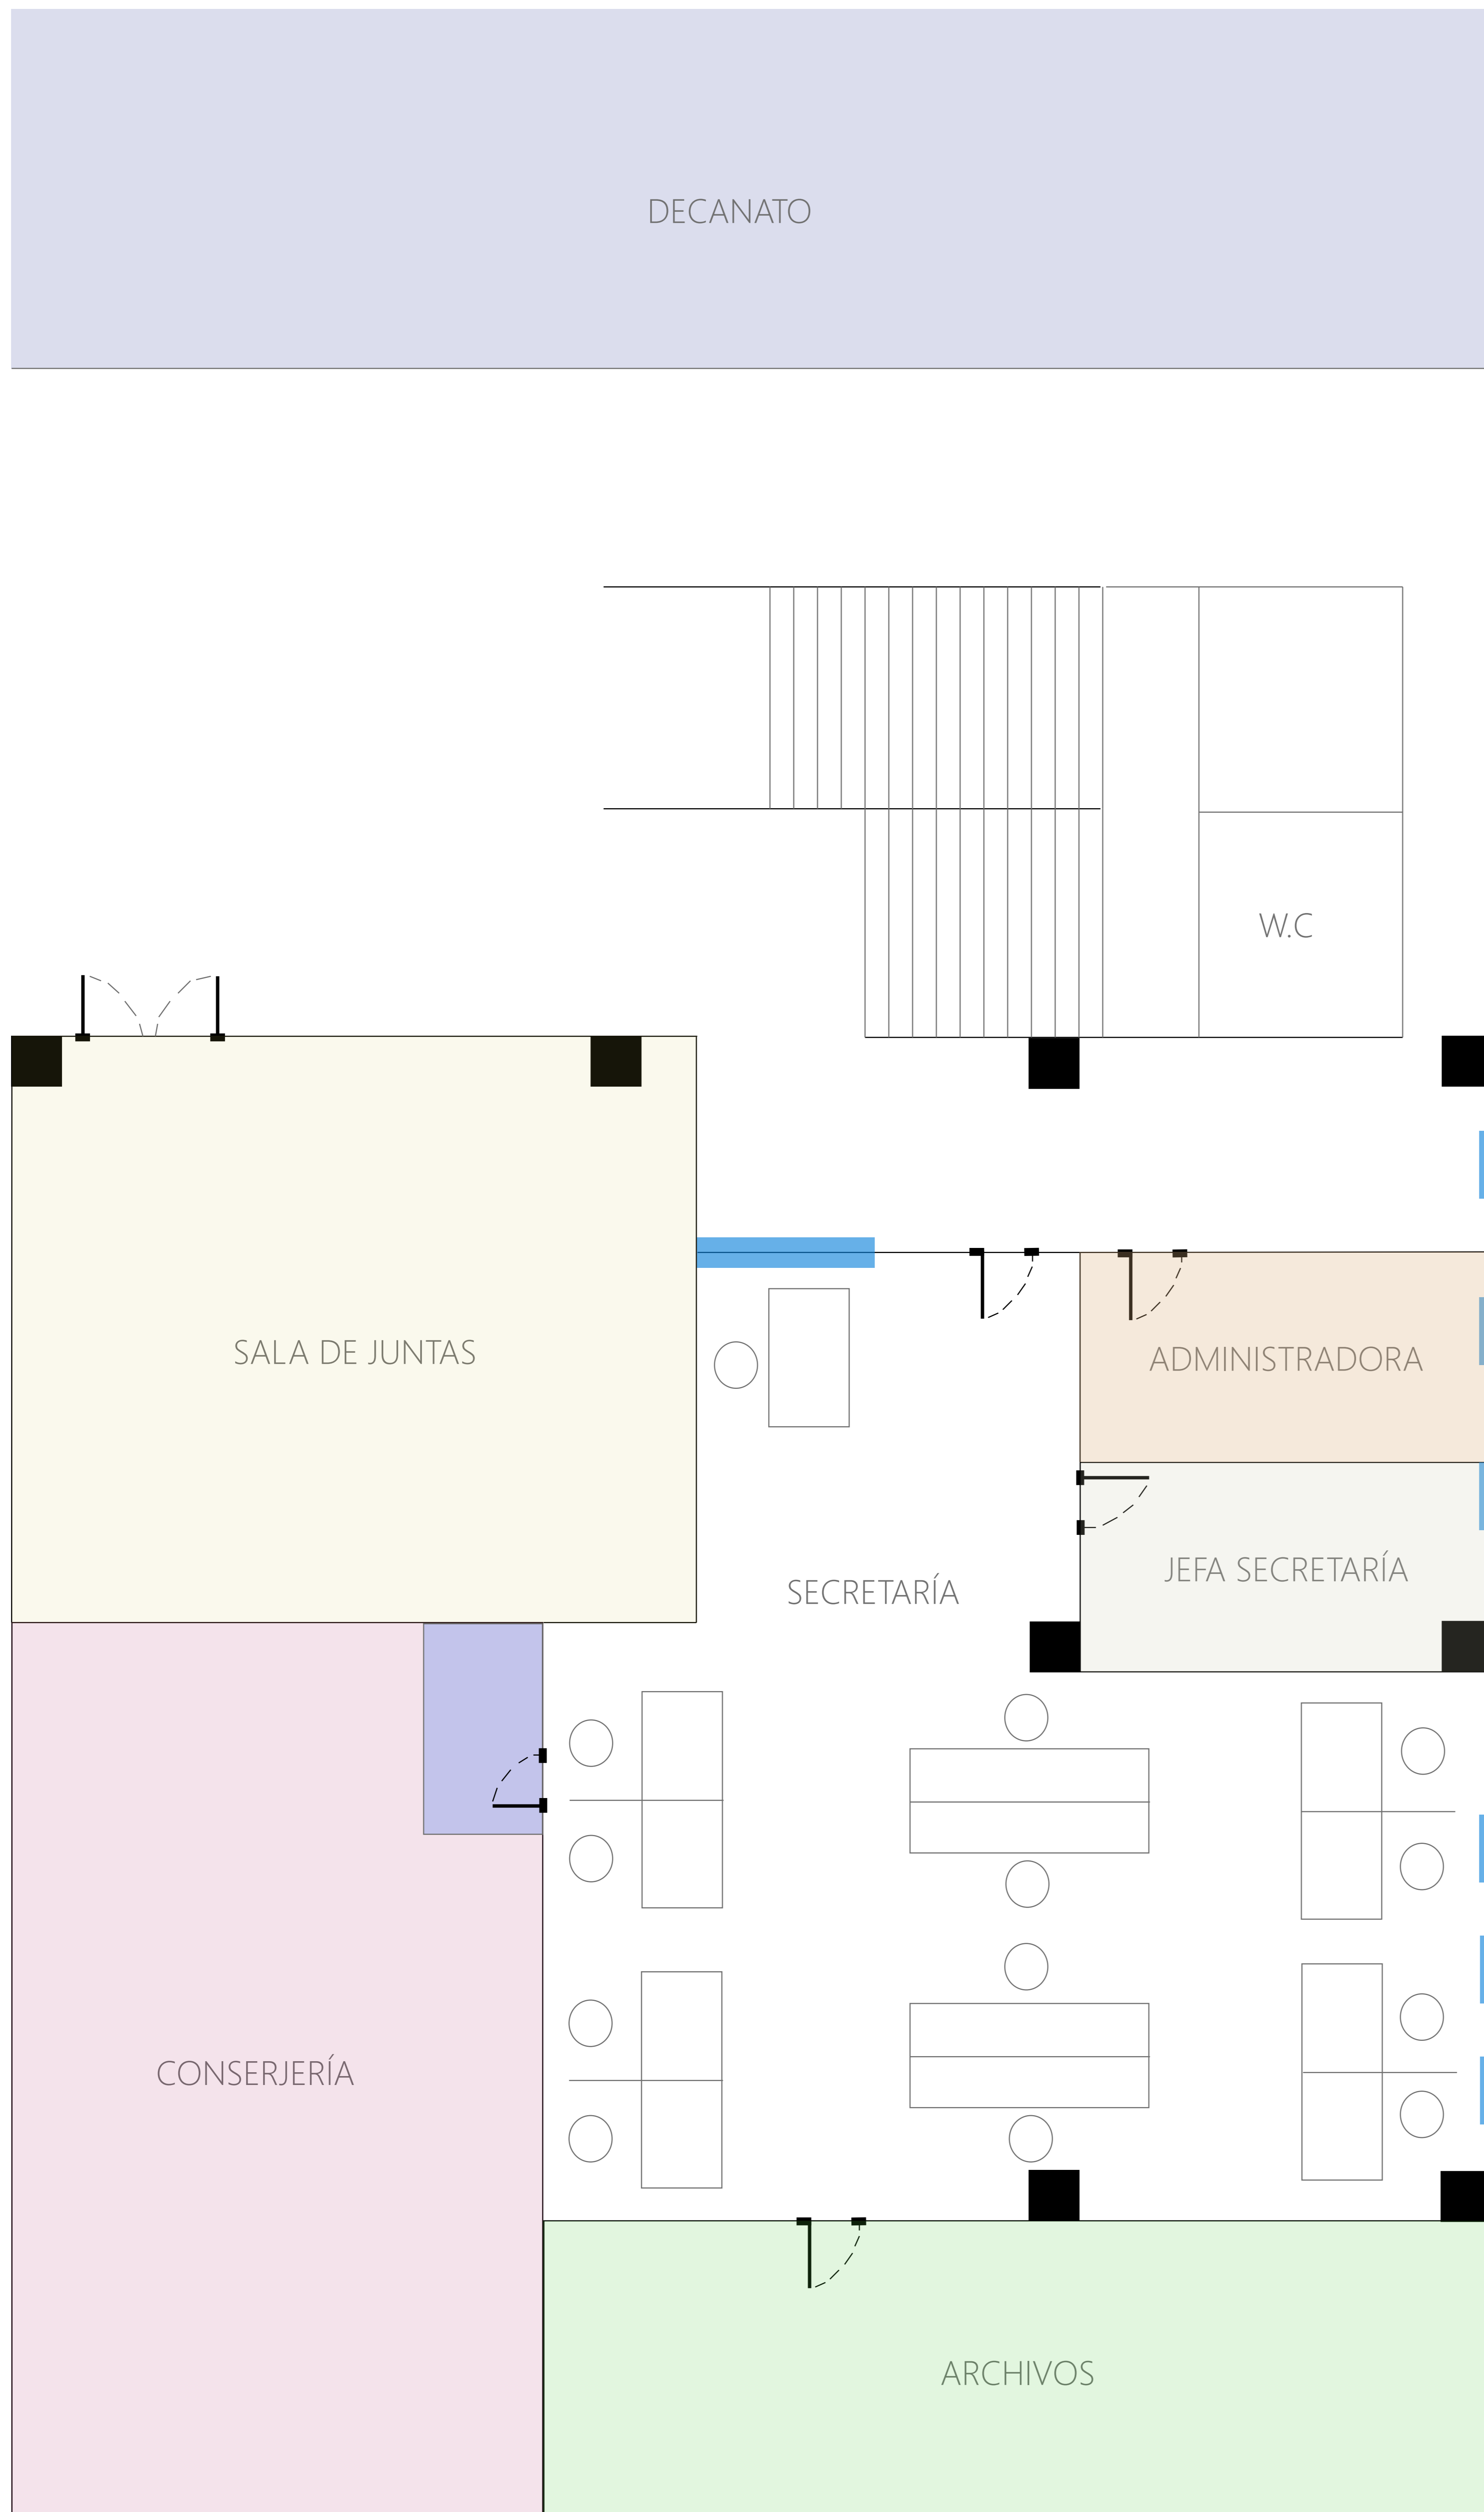 DECANATO
W.C
SALA DE JUNTAS
ADMINISTRADORA
JEFA SECRETARÍA
SECRETARÍA
CONSERJERÍA
ARCHIVOS